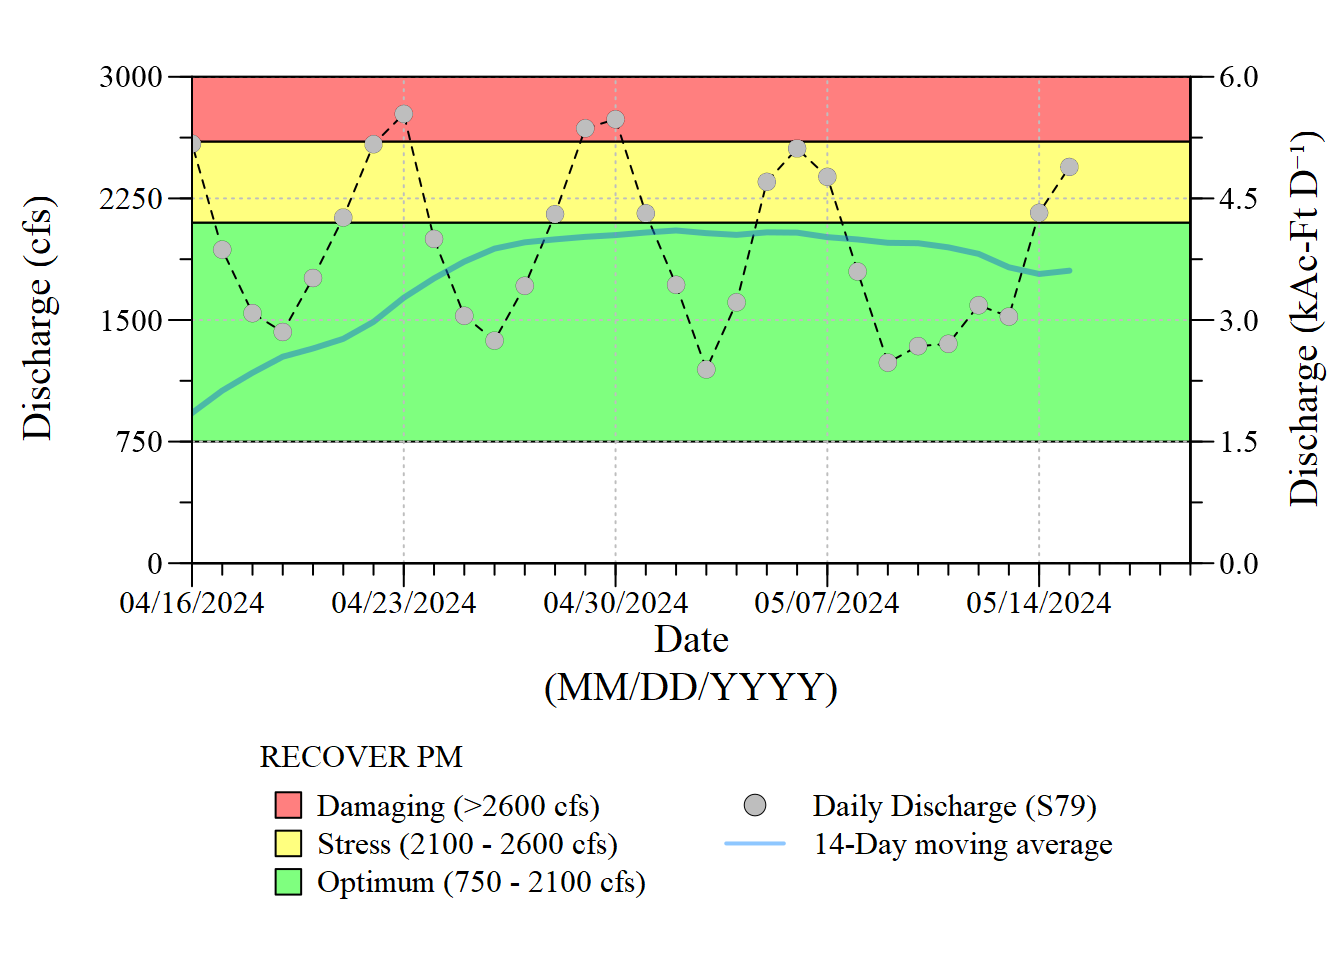 3000
2250
1500
750
0
Discharge (cfs)
6.0
4.5
3.0
1.5
0.0
Discharge (kAc-Ft D⁻¹)
04/16/2024 04/23/2024 04/30/2024 05/07/2024 05/14/2024
Date
(MM/DD/YYYY)
RECOVER PM
Damaging (>2600 cfs)
Stress (2100 - 2600 cfs)
Optimum (750 - 2100 cfs)
Daily Discharge (S79)
14-Day moving average